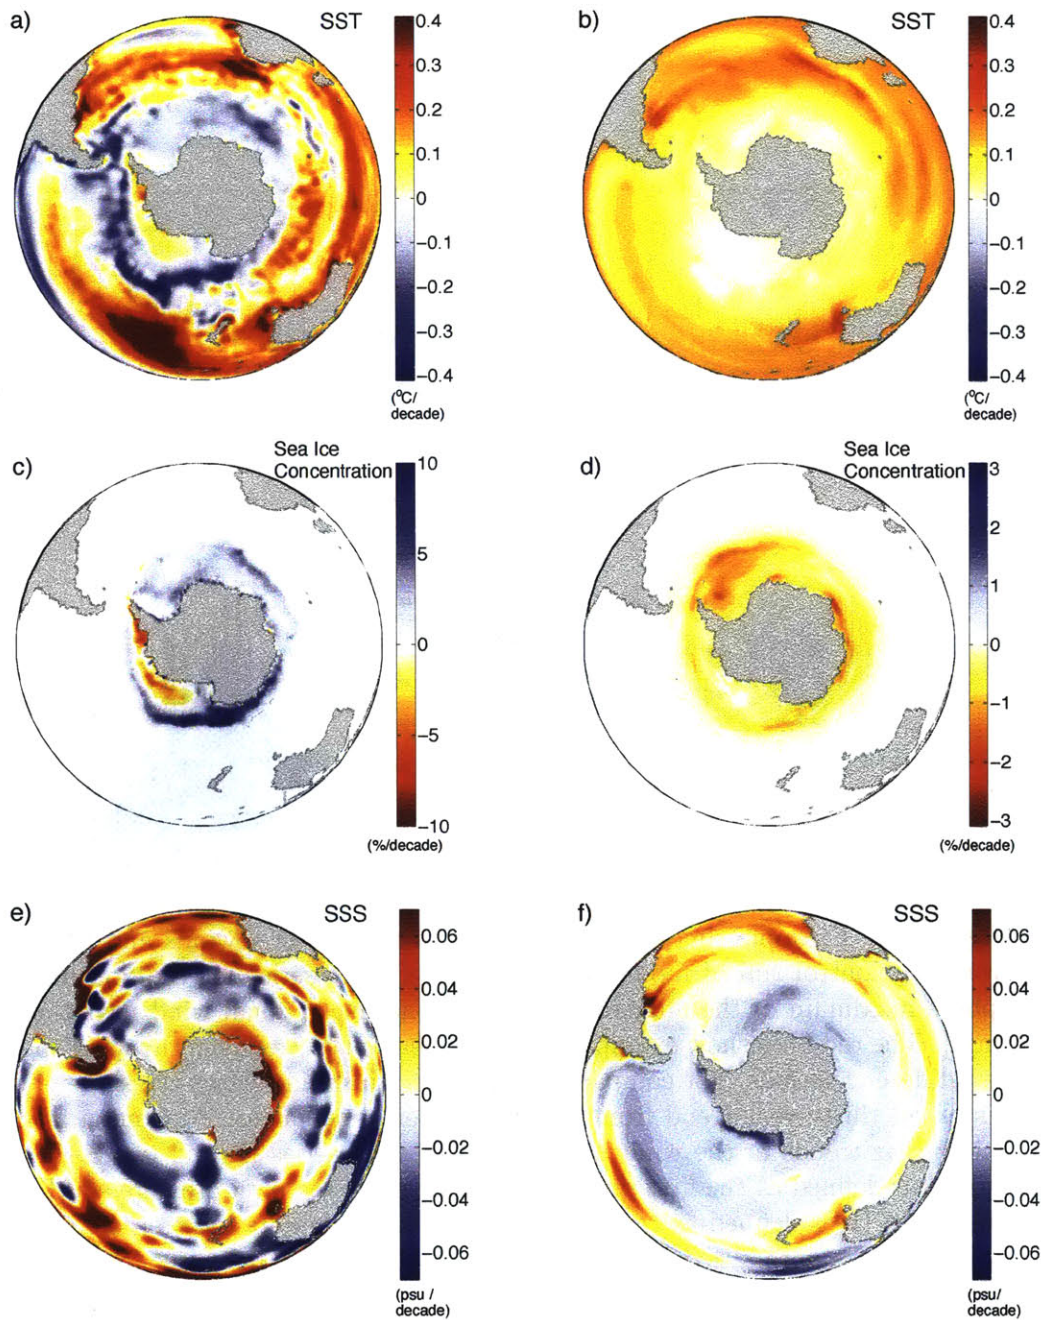 a)
SST
0.4
0.3
0.2
0.1
0
−0.1
−0.2
−0.3
−0.4
(°C/
decade)
b)
SST
0.4
0.3
0.2
0.1
0
−0.1
−0.2
−0.3
−0.4
(°C/
decade)
c)
Sea Ice
Concentration
10
5
0
−5
−10
(%/decade)
d)
Sea Ice
Concentration
3
2
1
0
−1
−2
−3
(%/decade)
e)
SSS
0.06
0.04
0.02
0
−0.02
−0.04
−0.06
(psu /
decade)
f)
SSS
0.06
0.04
0.02
0
−0.02
−0.04
−0.06
(psu /
decade)